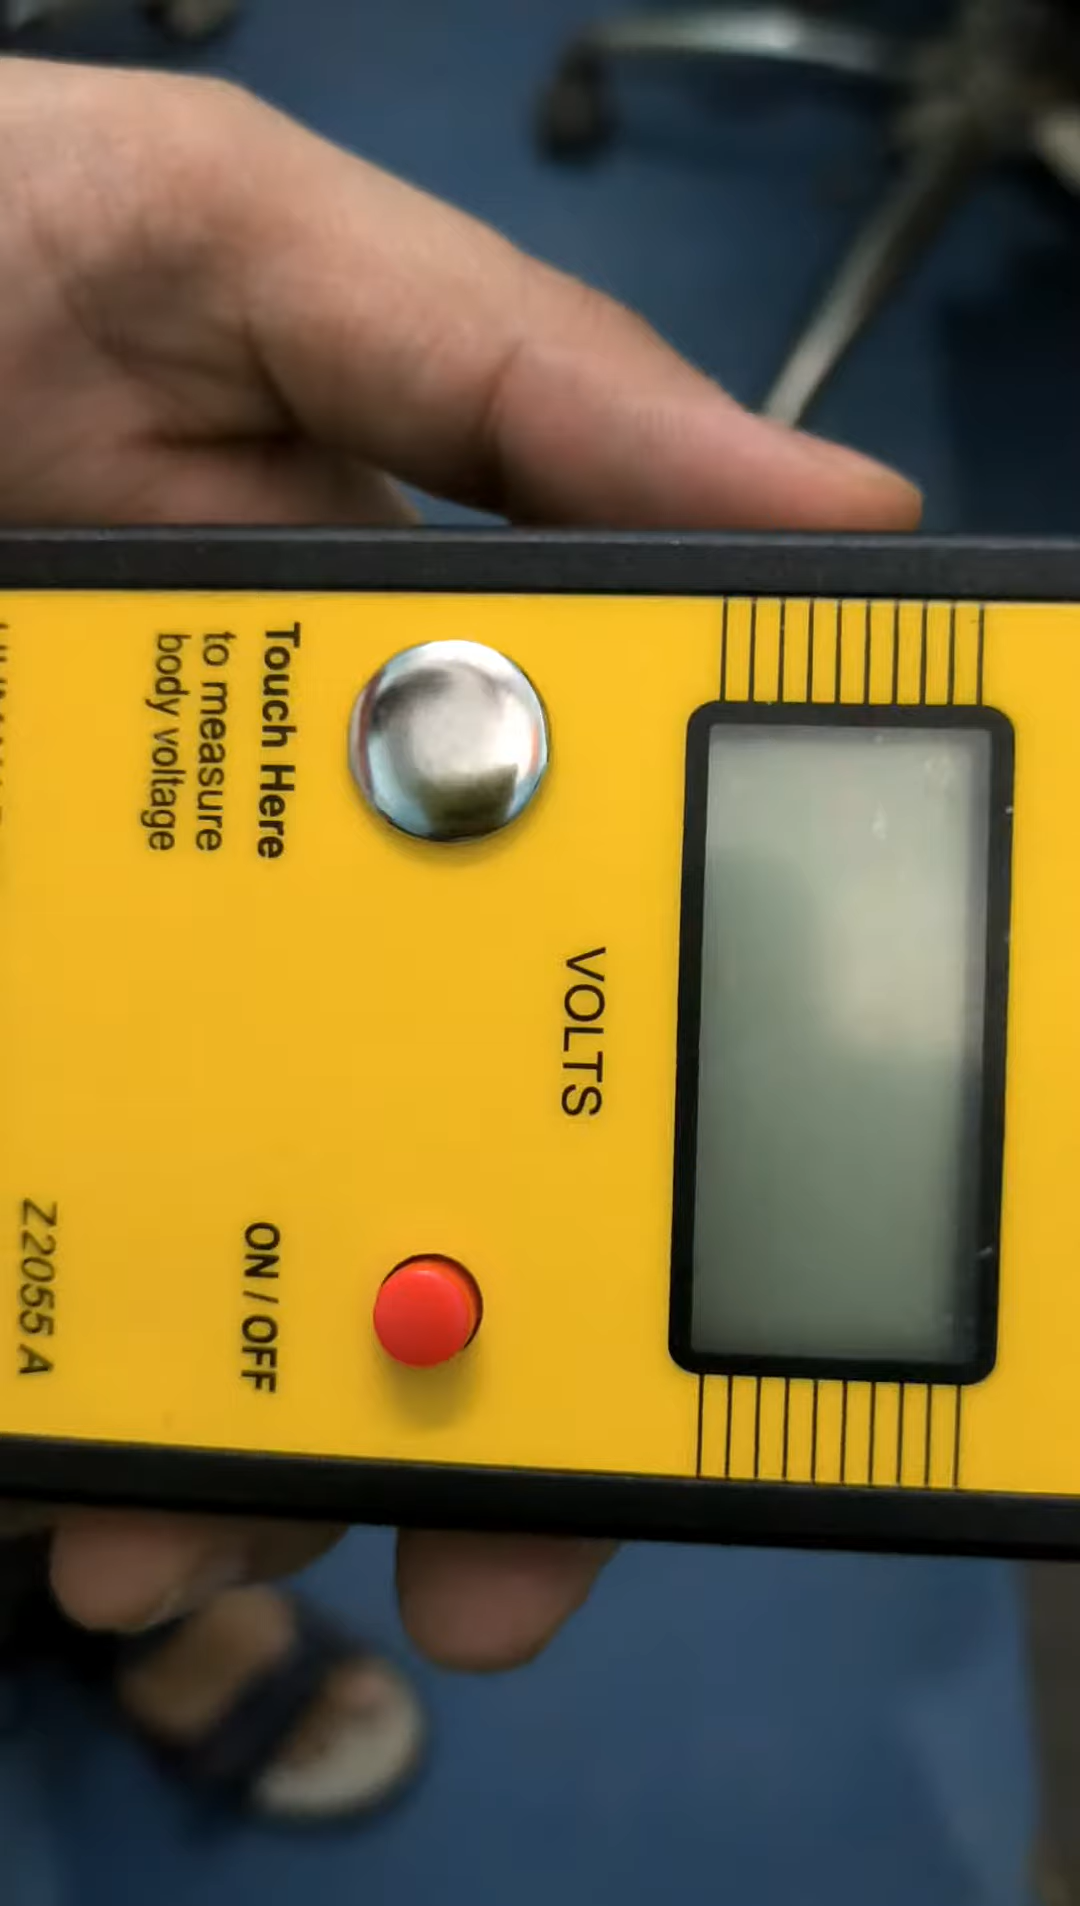 VOLTS
Touch Here
to measure
body voltage
ON / OFF
Z2055 A